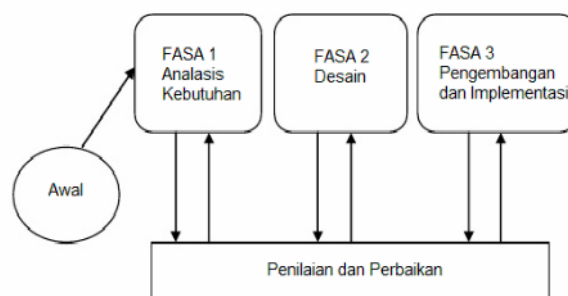 FASA 1
Analasis
Kebutuhan
FASA 2
Desain
FASA 3
Pengembangan
dan Implementasi
Awal
Penilaian dan Perbaikan